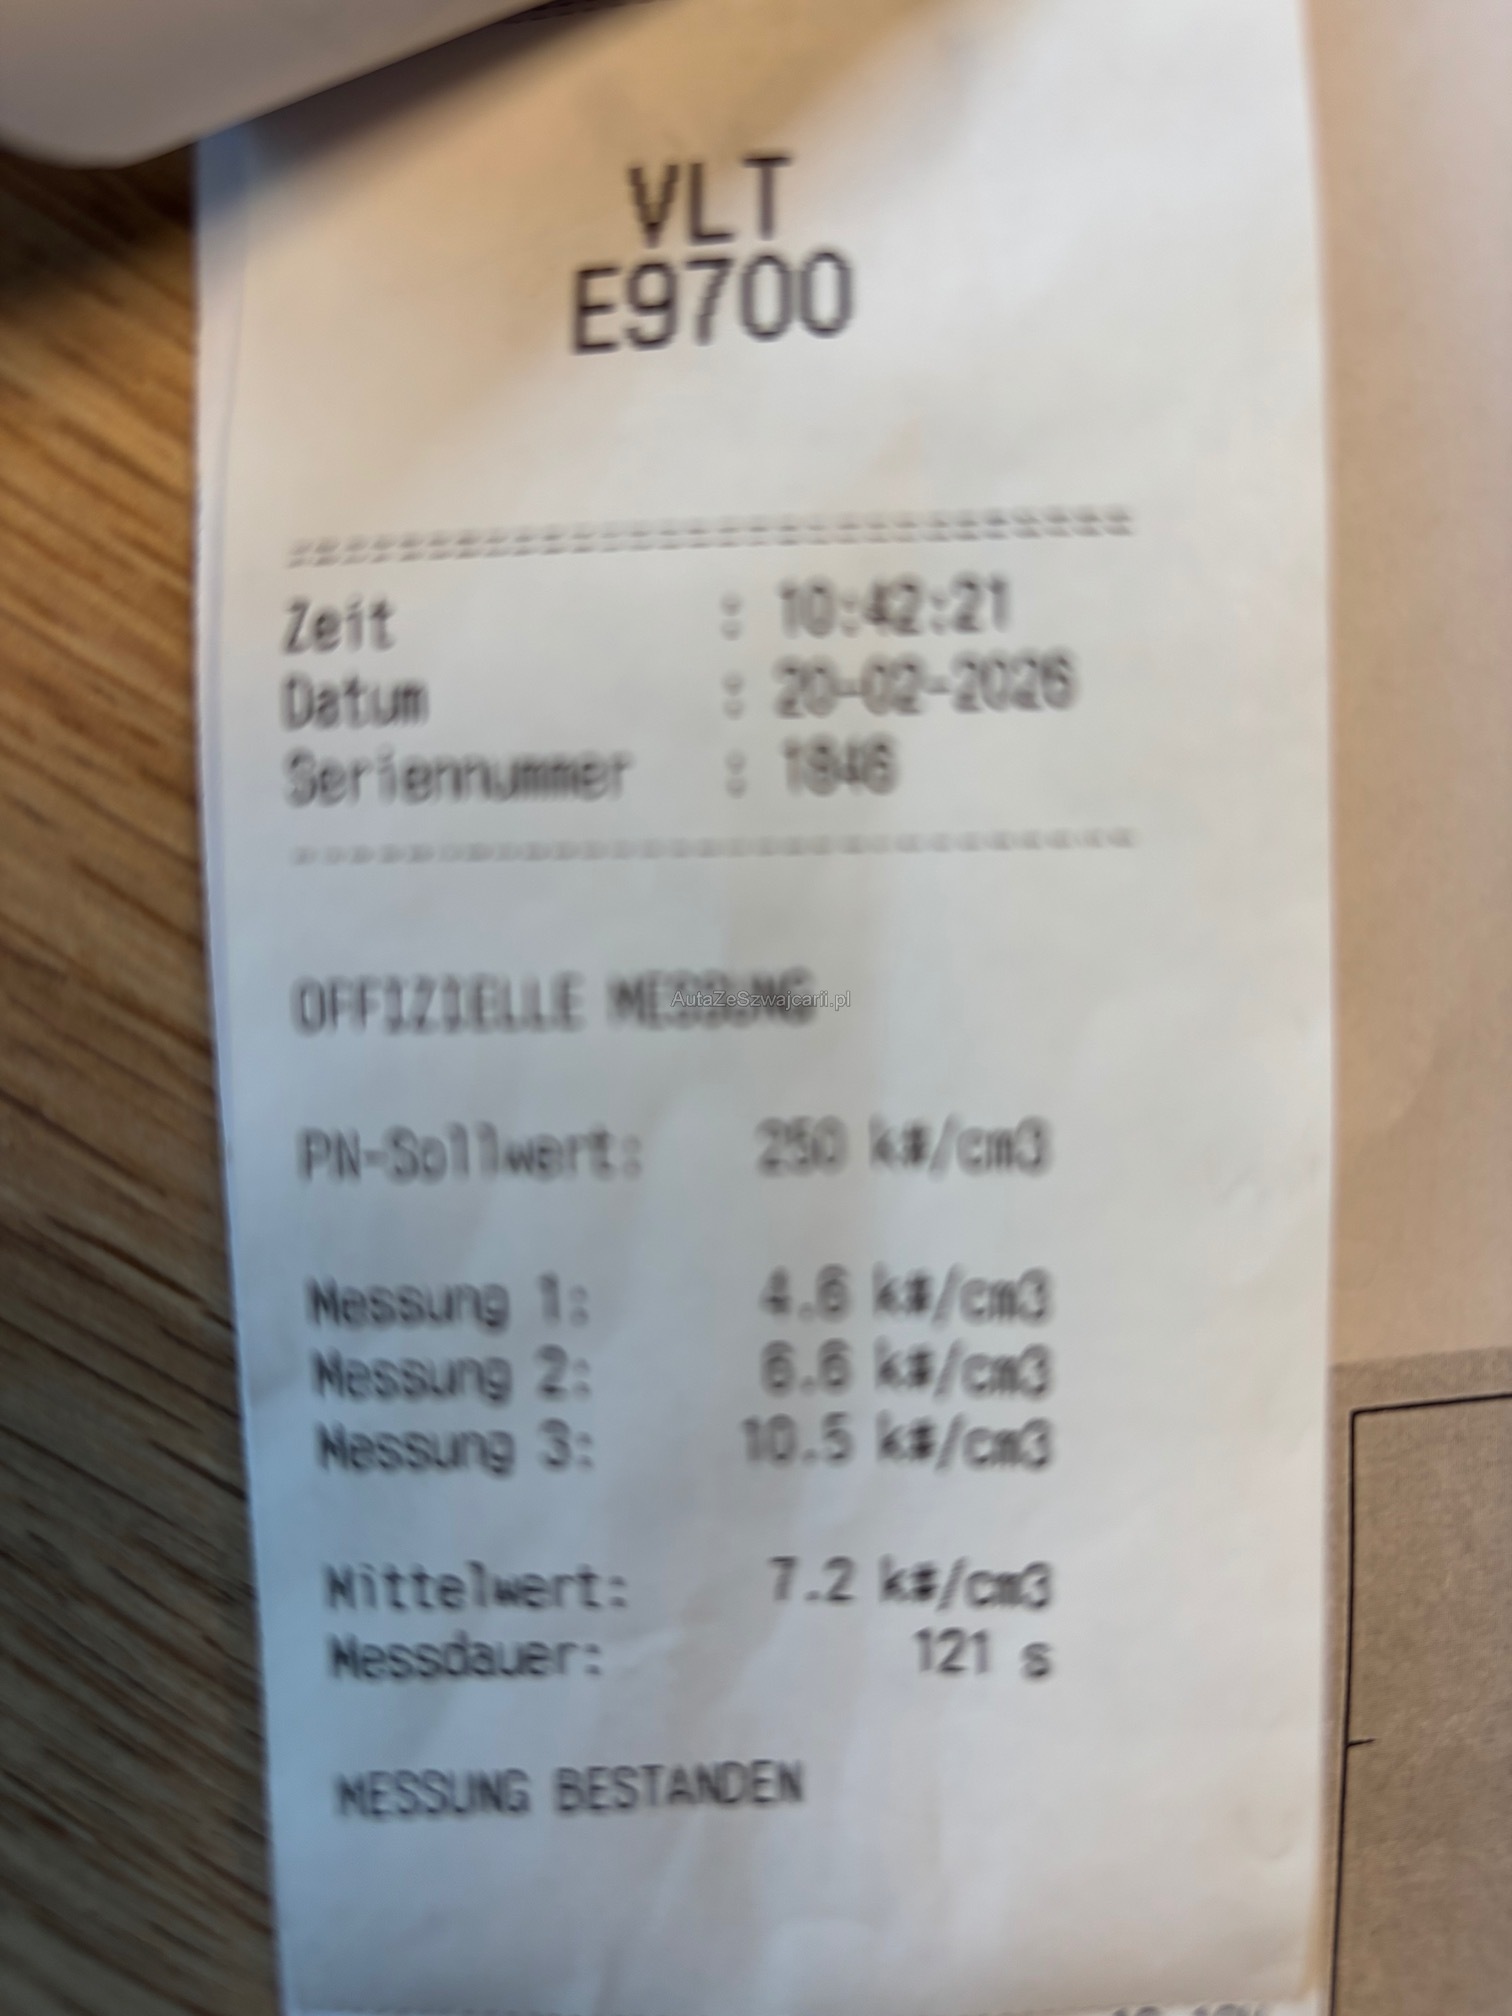 VLT
E9700
Zeit : 10:42:21
Datum : 20-02-2026
Seriennummer : 1846
OFFIZIELLE MESSUNG
AutaZeSzwajcarii.pl
PN-Sollwert: 250 k#/cm3
Messung 1: 4.6 k#/cm3
Messung 2: 6.6 k#/cm3
Messung 3: 10.5 k#/cm3
Mittelwert: 7.2 k#/cm3
Messdauer: 121 s
MESSUNG BESTANDEN